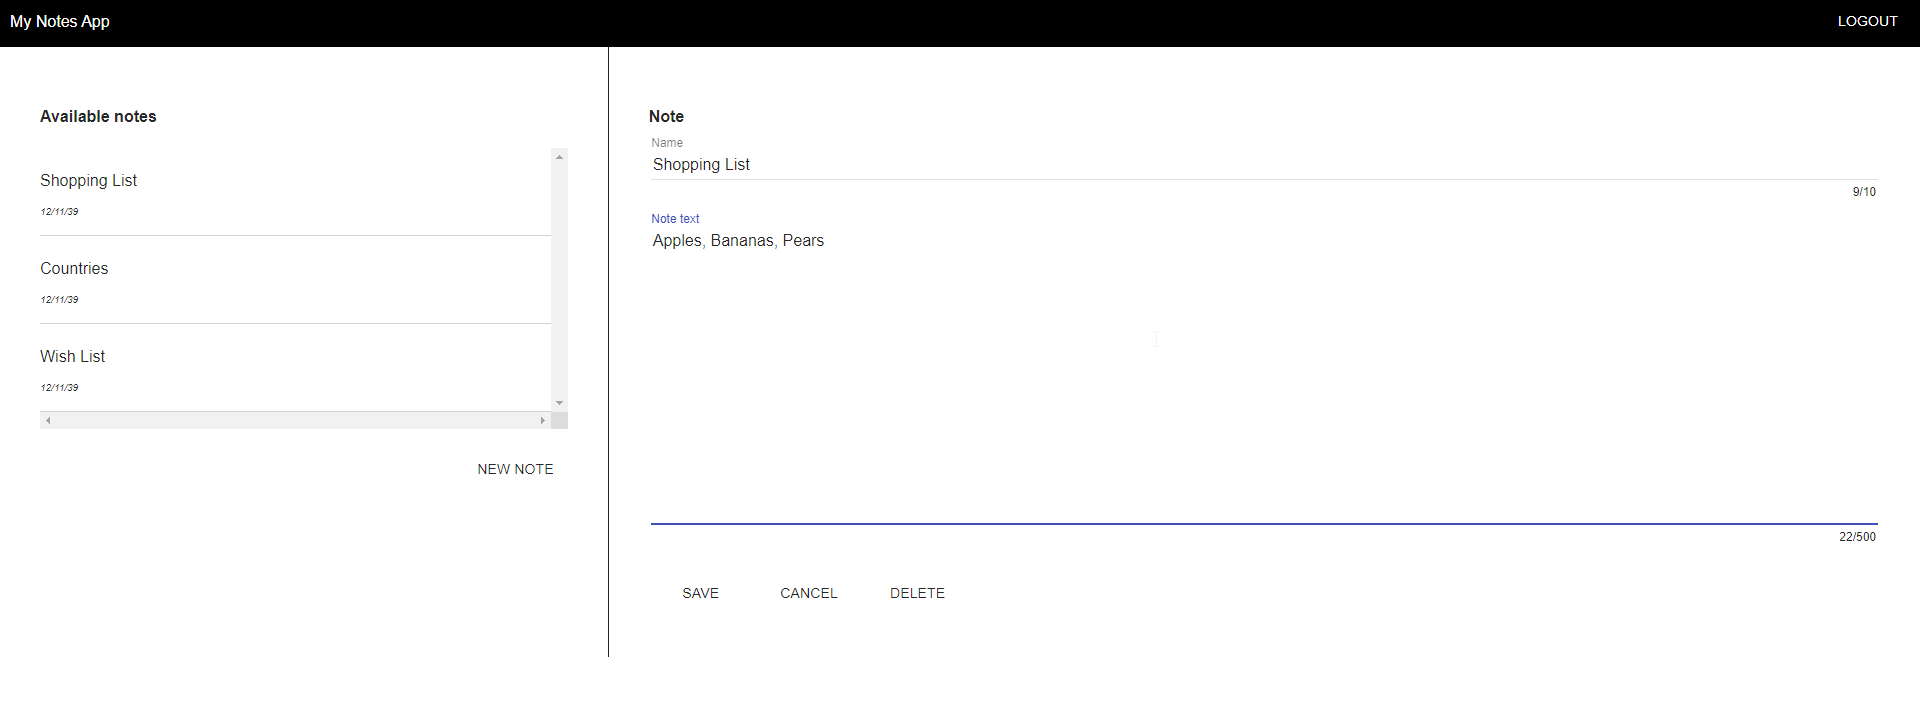 My Notes App
LOGOUT
Available notes
Shopping List
12/11/39
Countries
12/11/39
Wish List
12/11/39
NEW NOTE
Note
Name
Shopping List
9/10
Note text
Apples, Bananas, Pears
22/500
SAVE CANCEL DELETE